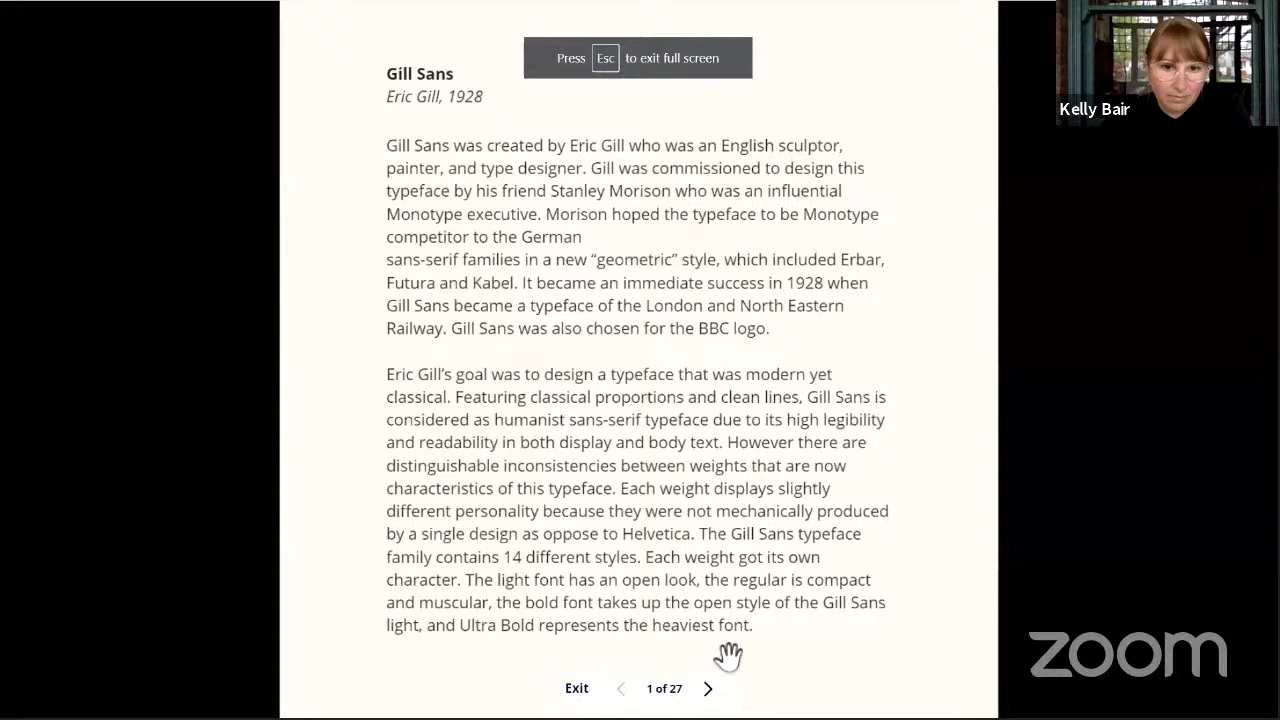 Press Esc to exit full screen
Kelly Bair
Gill Sans
Eric Gill, 1928
Gill Sans was created by Eric Gill who was an English sculptor,
painter, and type designer. Gill was commissioned to design this
typeface by his friend Stanley Morison who was an influential
Monotype executive. Morison hoped the typeface to be Monotype
competitor to the German
sans-serif families in a new “geometric” style, which included Erbar,
Futura and Kabel. It became an immediate success in 1928 when
Gill Sans became a typeface of the London and North Eastern
Railway. Gill Sans was also chosen for the BBC logo.
Eric Gill’s goal was to design a typeface that was modern yet
classical. Featuring classical proportions and clean lines, Gill Sans is
considered as humanist sans-serif typeface due to its high legibility
and readability in both display and body text. However there are
distinguishable inconsistencies between weights that are now
characteristics of this typeface. Each weight displays slightly
different personality because they were not mechanically produced
by a single design as oppose to Helvetica. The Gill Sans typeface
family contains 14 different styles. Each weight got its own
character. The light font has an open look, the regular is compact
and muscular, the bold font takes up the open style of the Gill Sans
light, and Ultra Bold represents the heaviest font.
Exit 1 of 27
zoom